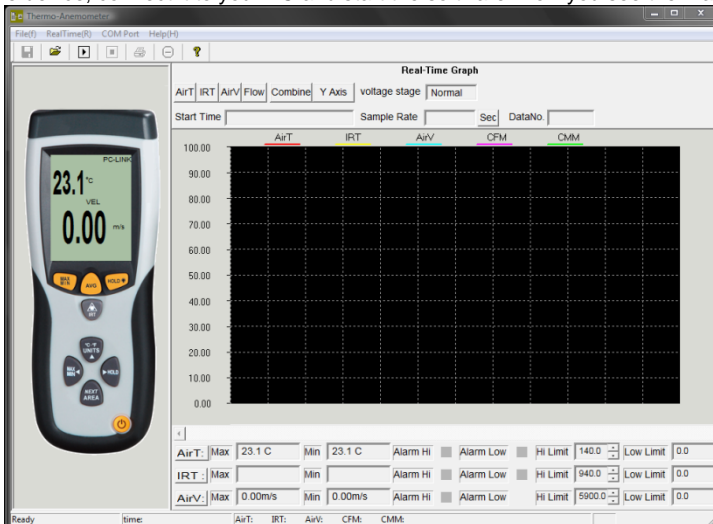 Thermo-Anemometer
File(f) RealTime(R) COM Port Help(H)
Real-Time Graph
AirT IRT AirV Flow Combine Y Axis voltage stage Normal
Start Time Sample Rate Sec DataNo.
AirT IRT AirV CFM CMM
100.00
90.00
80.00
70.00
60.00
50.00
40.00
30.00
20.00
10.00
0.00
PC-LINK
23.1 °C
VEL
0.00 m/s
MAX MIN AVG HOLD
IRT
°C °F
UNITS
MAX MIN HOLD
NEXT
AREA
AirT: Max 23.1 C Min 23.1 C Alarm Hi Alarm Low Hi Limit 140.0 Low Limit 0.0
IRT : Max Min Alarm Hi Alarm Low Hi Limit 940.0 Low Limit 0.0
AirV: Max 0.00m/s Min 0.00m/s Alarm Hi Alarm Low Hi Limit 5900.0 Low Limit 0.0
Ready time: AirT: IRT: AirV: CFM: CMM: